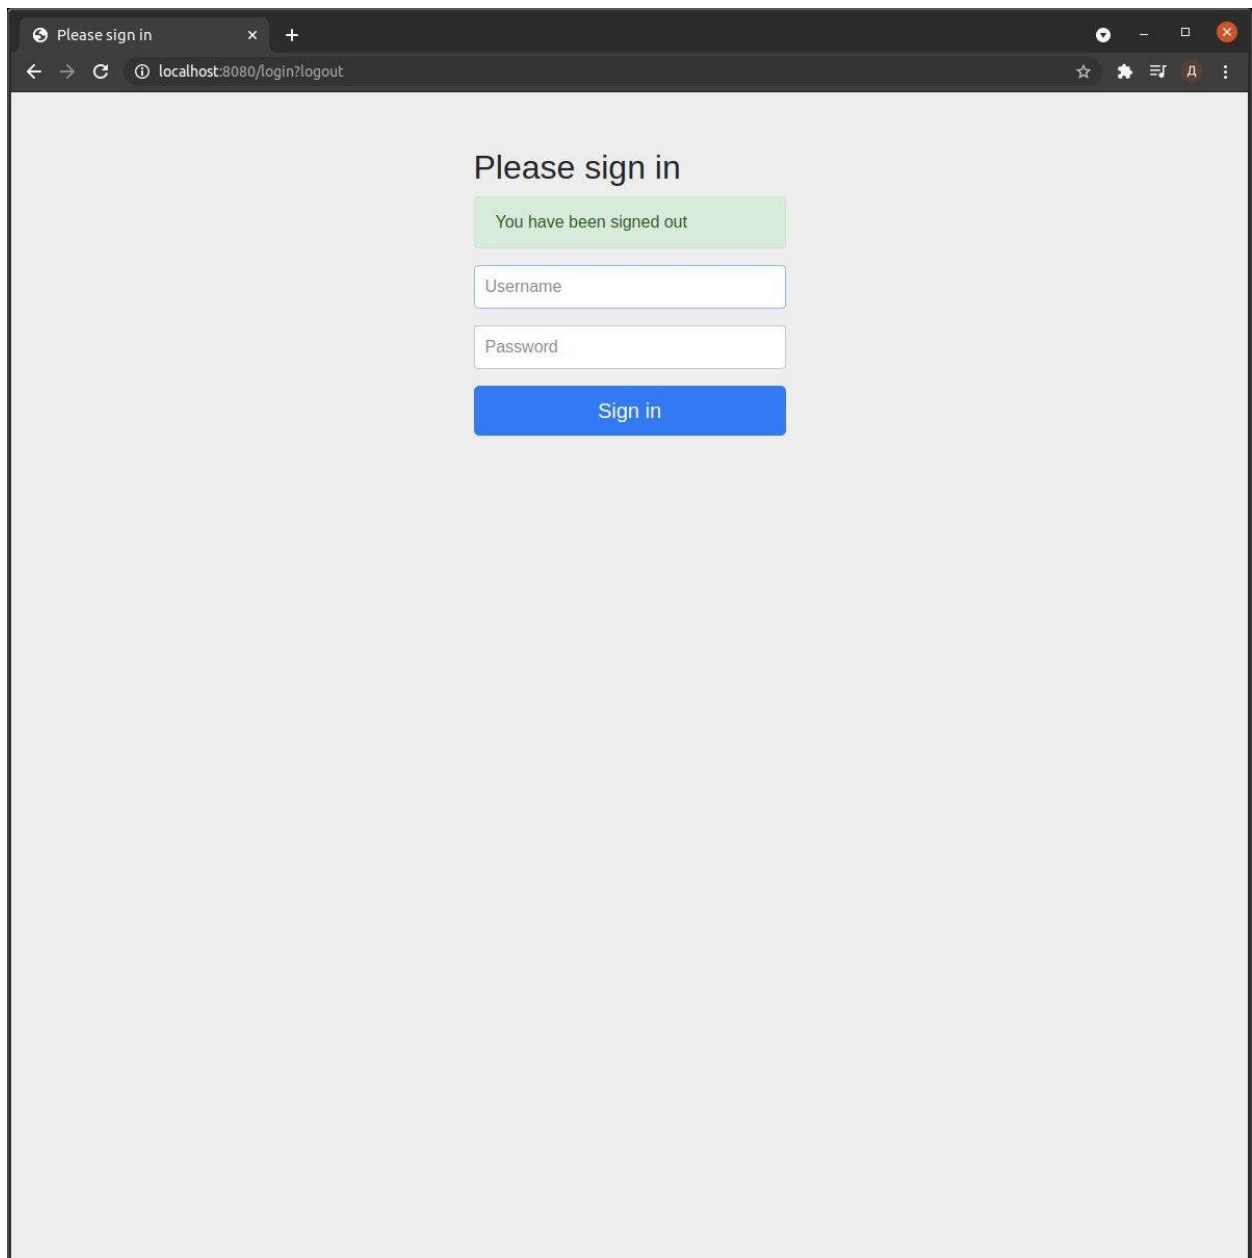 Please sign in
localhost:8080/login?logout
Д
Please sign in
You have been signed out
Username
Password
Sign in